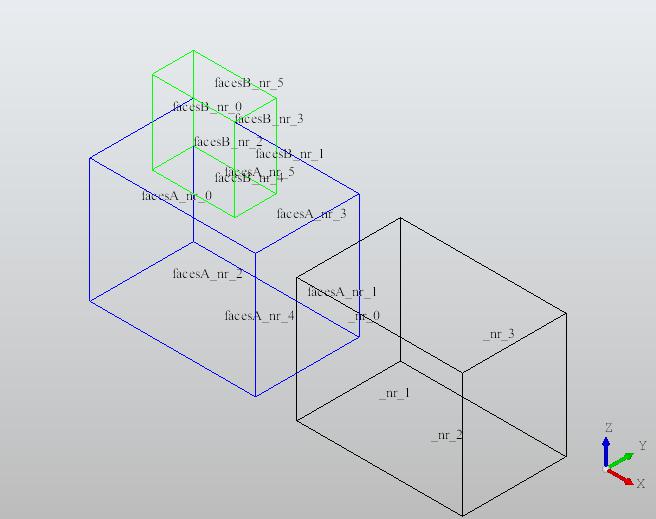 facesB_nr_5
facesB_nr_0
facesB_nr_3
facesB_nr_2
facesB_nr_1
facesA_nr_5
facesB_nr_4
facesA_nr_0
facesA_nr_3
facesA_nr_2
facesA_nr_1
facesA_nr_4
_nr_0
_nr_3
_nr_1
_nr_2
Z
Y
X